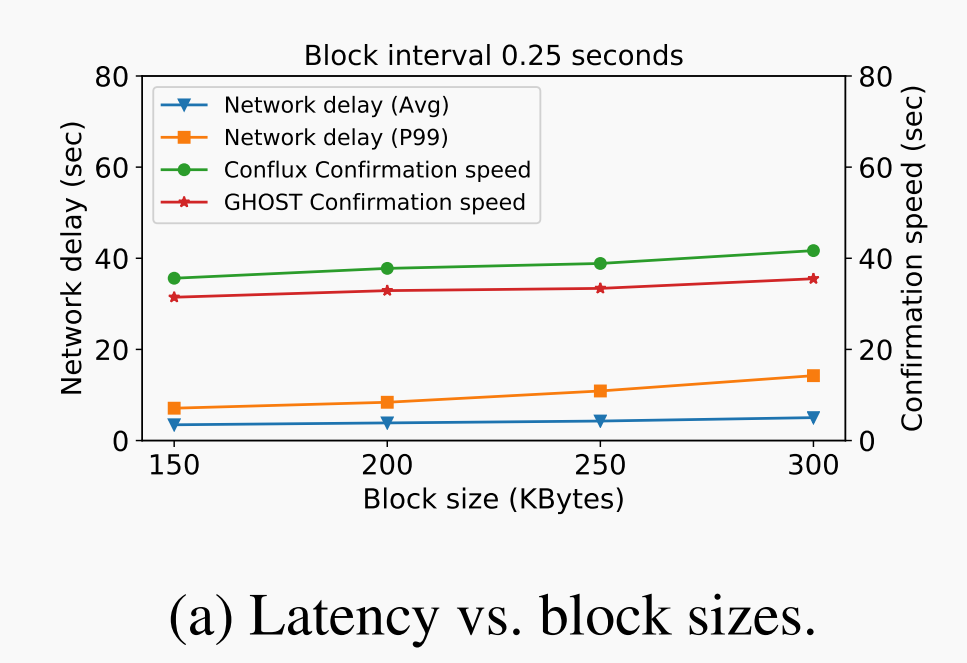 Block interval 0.25 seconds
80
60
40
20
0
Network delay (sec)
Network delay (Avg)
Network delay (P99)
Conflux Confirmation speed
GHOST Confirmation speed
80
60
40
20
0
Confirmation speed (sec)
150 200 250 300
Block size (KBytes)
(a) Latency vs. block sizes.